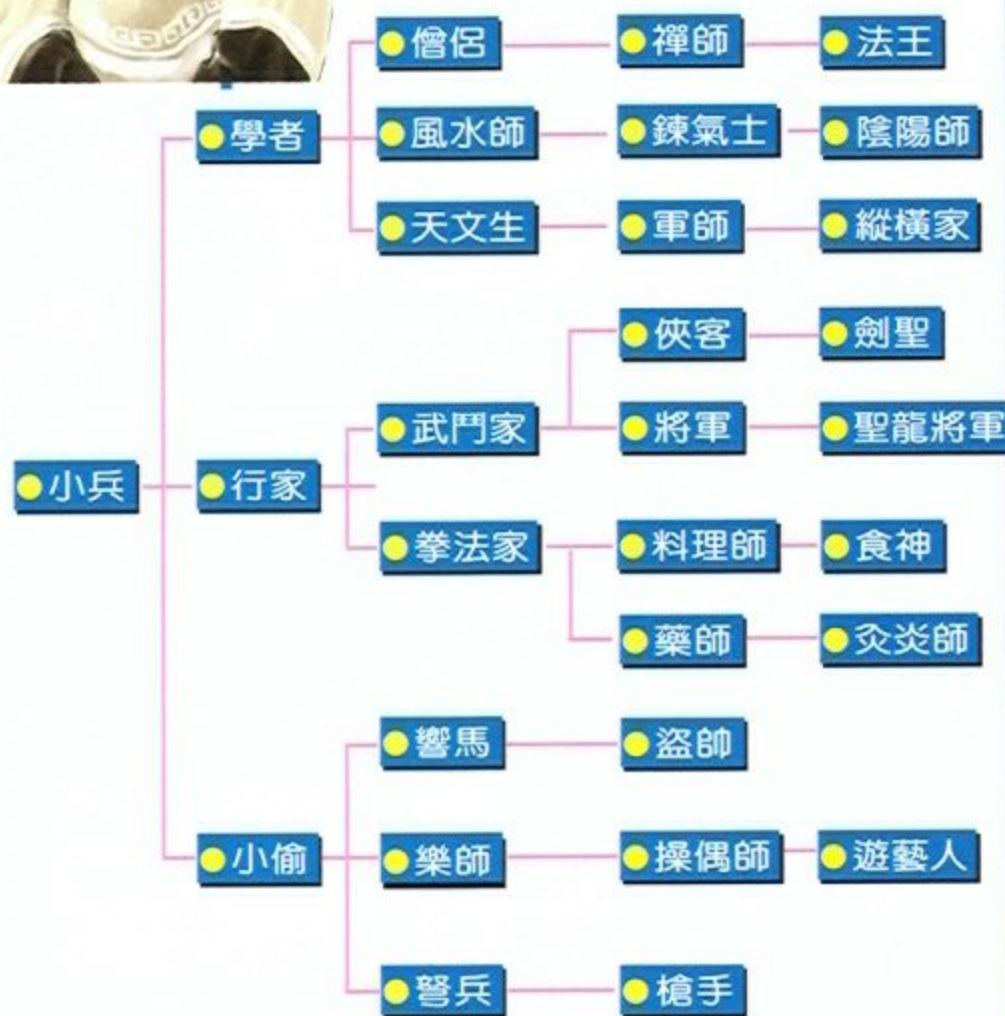 僧侶 禪師 法王
學者
風水師 鍊氣士 陰陽師
天文生 軍師 縱橫家
俠客 劍聖
武鬥家 將軍 聖龍將軍
小兵 行家
拳法家 料理師 食神
藥師 灸炎師
響馬 盜帥
小偷 樂師 操偶師 遊藝人
弩兵 槍手